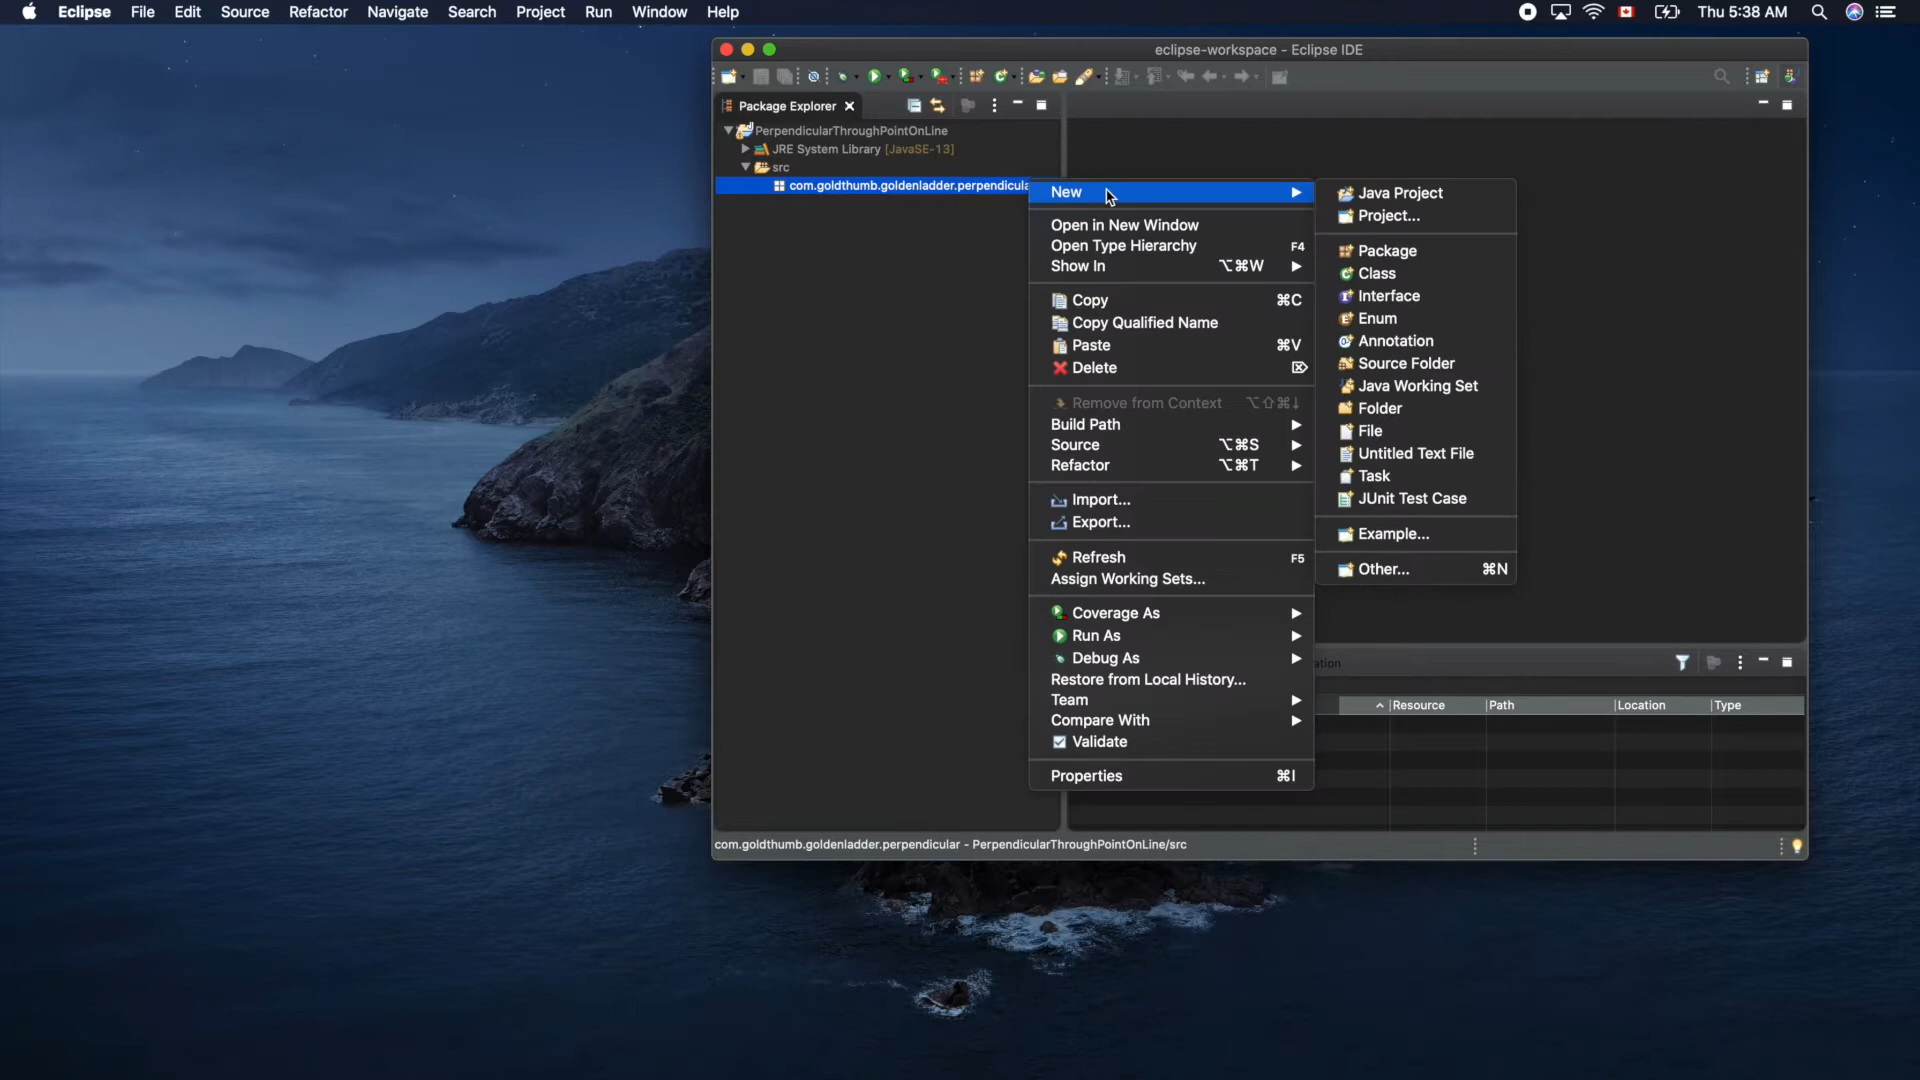 Eclipse File Edit Source Refactor Navigate Search Project Run Window Help Thu 5:38 AM
eclipse-workspace - Eclipse IDE
Package Explorer
PerpendicularThroughPointOnLine
JRE System Library [JavaSE-13]
src
com.goldthumb.goldenladder.perpendicula
New
Open in New Window
Open Type Hierarchy F4
Show In ⌥⌘W
Copy ⌘C
Copy Qualified Name
Paste ⌘V
Delete ⌦
Remove from Context ⌥⇧⌘↓
Build Path
Source ⌥⌘S
Refactor ⌥⌘T
Import...
Export...
Refresh F5
Assign Working Sets...
Coverage As
Run As
Debug As
Restore from Local History...
Team
Compare With
Validate
Properties ⌘I
Java Project
Project...
Package
Class
Interface
Enum
Annotation
Source Folder
Java Working Set
Folder
File
Untitled Text File
Task
JUnit Test Case
Example...
Other... ⌘N
ation
Resource Path Location Type
com.goldthumb.goldenladder.perpendicular - PerpendicularThroughPointOnLine/src